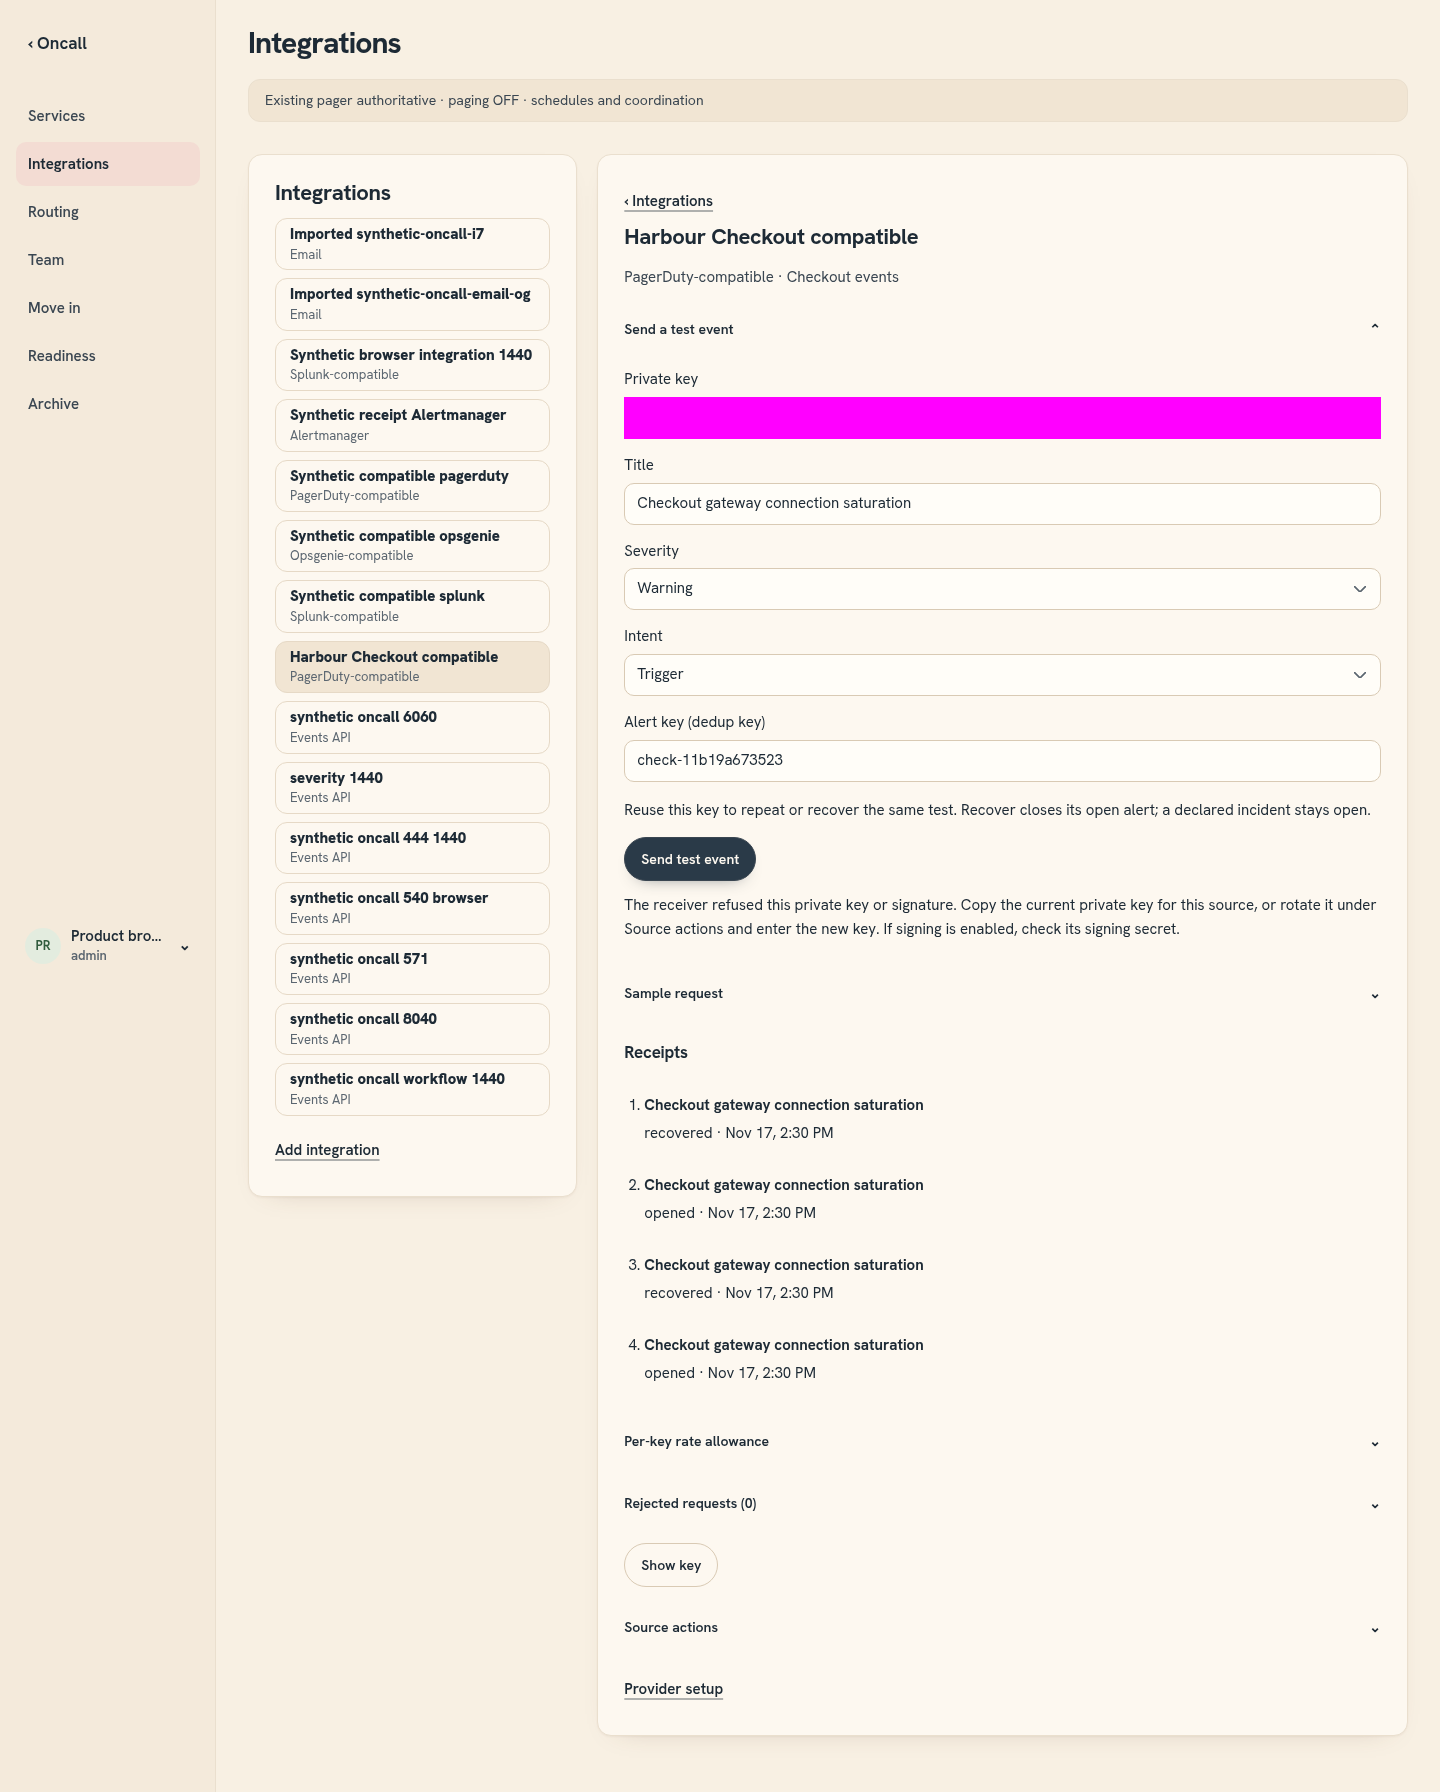 ‹ Oncall
Services
Integrations
Routing
Team
Move in
Readiness
Archive
PR
Product bro...
admin
Integrations
Existing pager authoritative · paging OFF · schedules and coordination
Integrations
Imported synthetic-oncall-i7
Email
Imported synthetic-oncall-email-og
Email
Synthetic browser integration 1440
Splunk-compatible
Synthetic receipt Alertmanager
Alertmanager
Synthetic compatible pagerduty
PagerDuty-compatible
Synthetic compatible opsgenie
Opsgenie-compatible
Synthetic compatible splunk
Splunk-compatible
Harbour Checkout compatible
PagerDuty-compatible
synthetic oncall 6060
Events API
severity 1440
Events API
synthetic oncall 444 1440
Events API
synthetic oncall 540 browser
Events API
synthetic oncall 571
Events API
synthetic oncall 8040
Events API
synthetic oncall workflow 1440
Events API
Add integration
‹ Integrations
Harbour Checkout compatible
PagerDuty-compatible · Checkout events
Send a test event
Private key
Title
Checkout gateway connection saturation
Severity
Warning
Intent
Trigger
Alert key (dedup key)
check-11b19a673523
Reuse this key to repeat or recover the same test. Recover closes its open alert; a declared incident stays open.
Send test event
The receiver refused this private key or signature. Copy the current private key for this source, or rotate it under
Source actions and enter the new key. If signing is enabled, check its signing secret.
Sample request
Receipts
1. Checkout gateway connection saturation
recovered · Nov 17, 2:30 PM
2. Checkout gateway connection saturation
opened · Nov 17, 2:30 PM
3. Checkout gateway connection saturation
recovered · Nov 17, 2:30 PM
4. Checkout gateway connection saturation
opened · Nov 17, 2:30 PM
Per-key rate allowance
Rejected requests (0)
Show key
Source actions
Provider setup